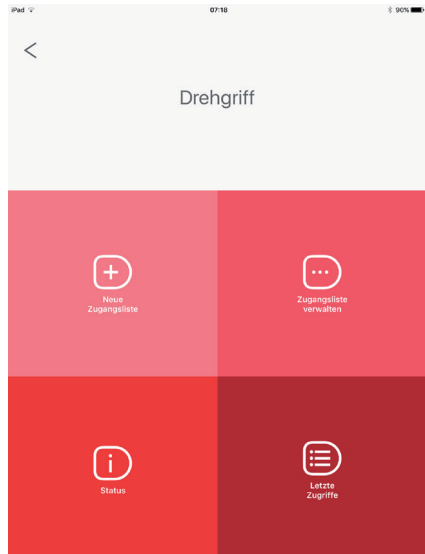 iPad 07:18 90%
Drehgriff
Neue
Zugangsliste
Zugangsliste
verwalten
Status
Letzte
Zugriffe